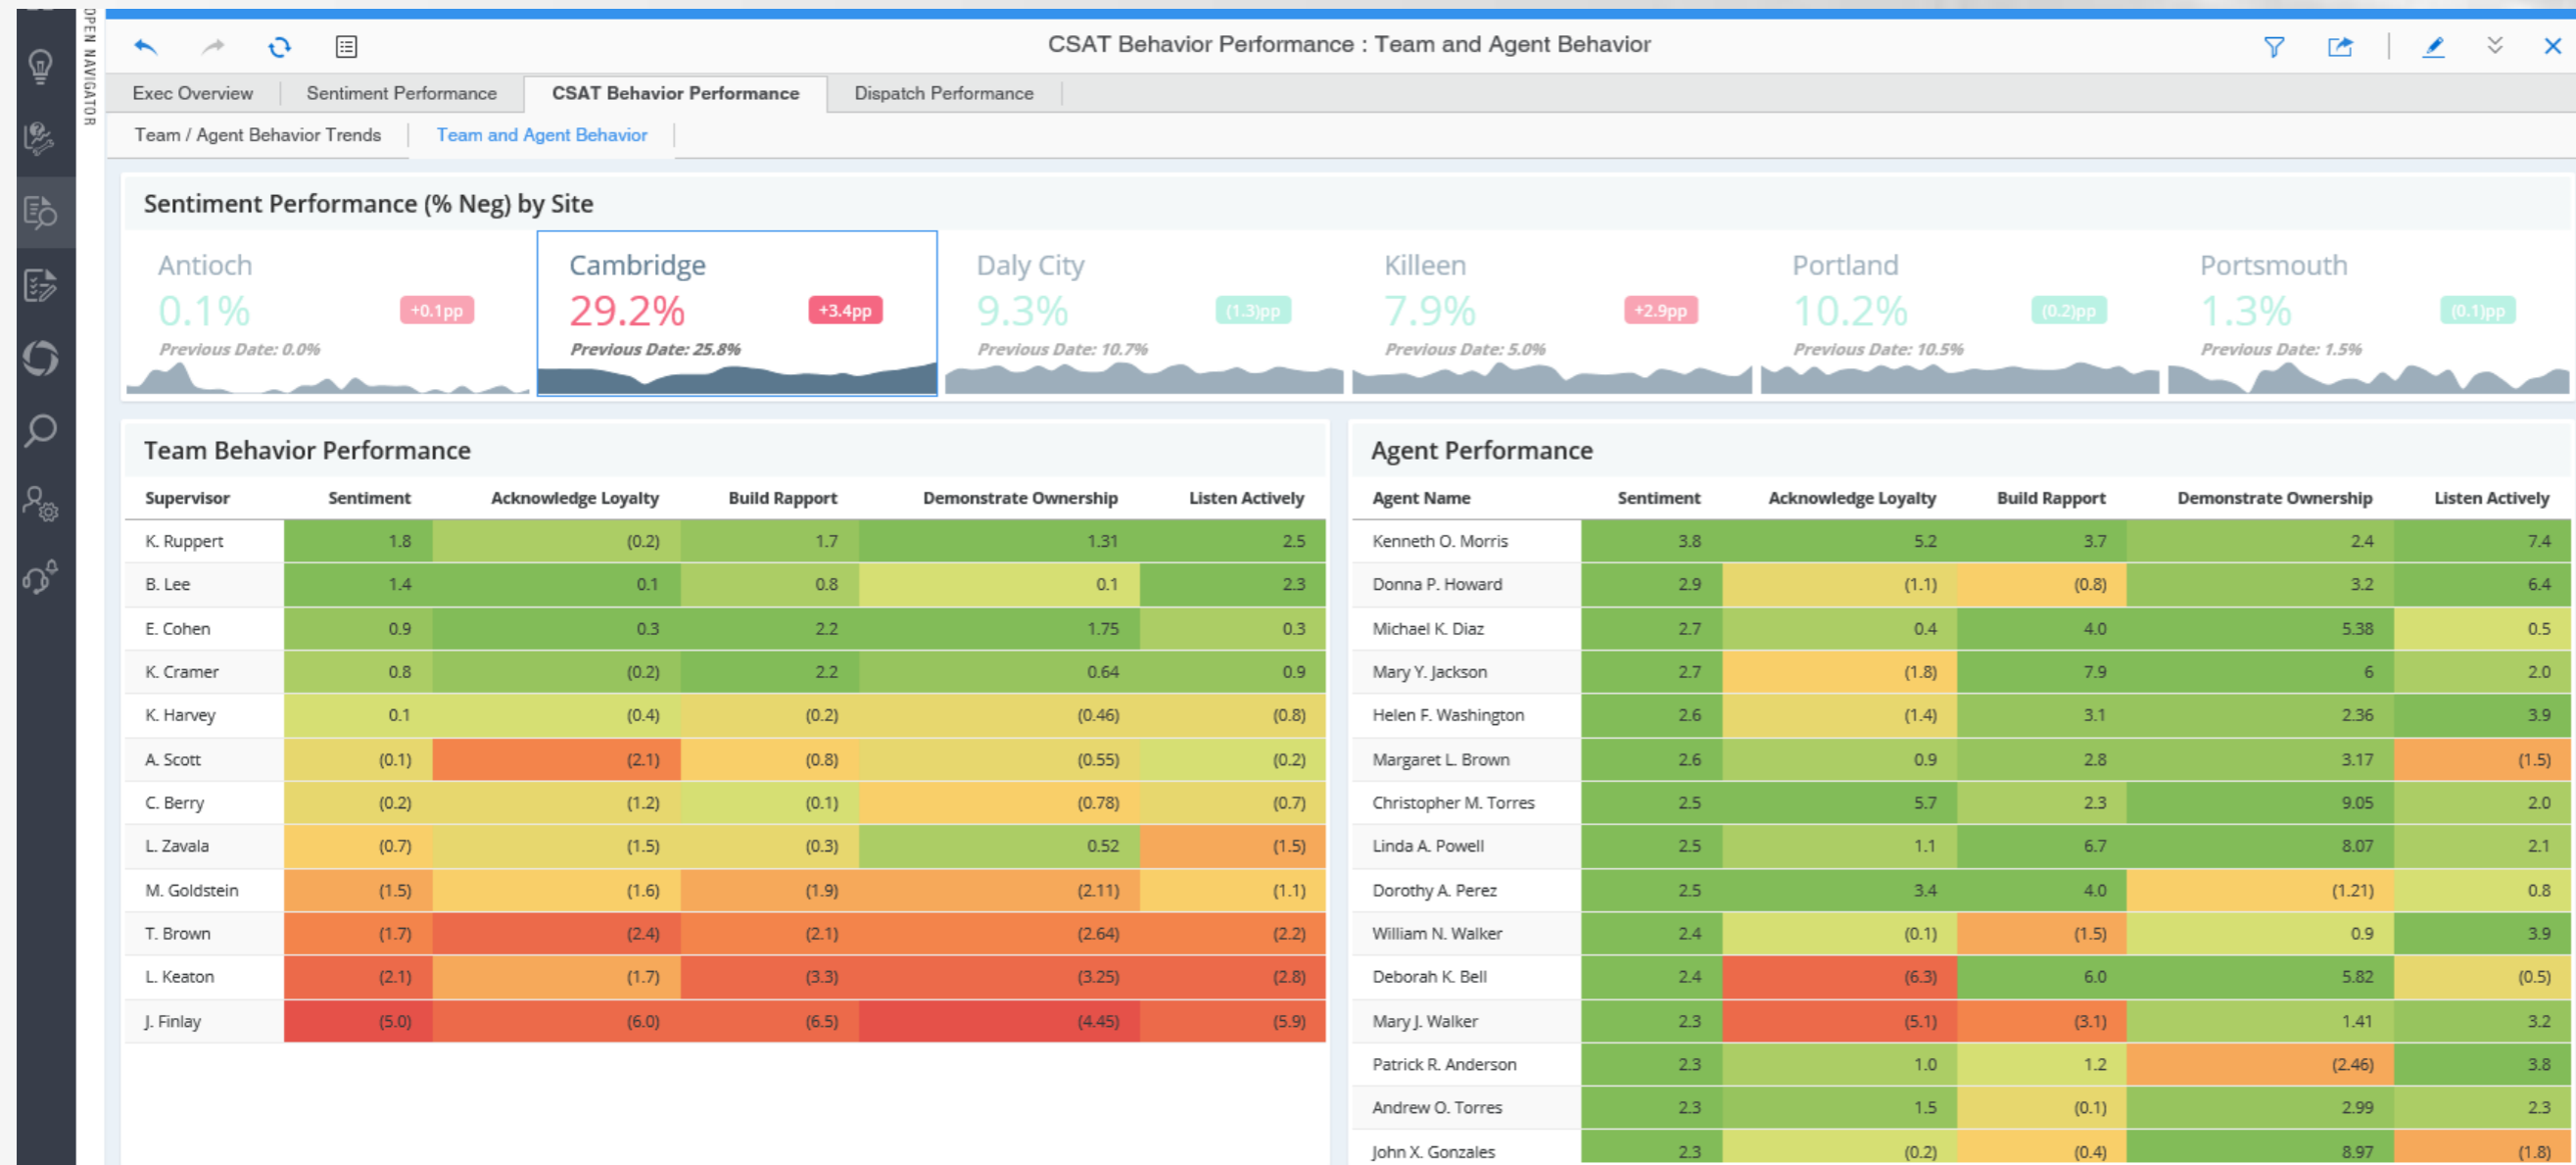 OPEN NAVIGATOR
CSAT Behavior Performance : Team and Agent Behavior
Exec Overview Sentiment Performance CSAT Behavior Performance Dispatch Performance
Team / Agent Behavior Trends Team and Agent Behavior
Sentiment Performance (% Neg) by Site
Antioch Cambridge Daly City Killeen Portland Portsmouth
0.1% +0.1pp 29.2% +3.4pp 9.3% (1.3)pp 7.9% +2.9pp 10.2% (0.2)pp 1.3% (0.1)pp
Previous Date: 0.0% Previous Date: 25.8% Previous Date: 10.7% Previous Date: 5.0% Previous Date: 10.5% Previous Date: 1.5%
Team Behavior Performance
Supervisor Sentiment Acknowledge Loyalty Build Rapport Demonstrate Ownership Listen Actively
K. Ruppert 1.8 (0.2) 1.7 1.31 2.5
B. Lee 1.4 0.1 0.8 0.1 2.3
E. Cohen 0.9 0.3 2.2 1.75 0.3
K. Cramer 0.8 (0.2) 2.2 0.64 0.9
K. Harvey 0.1 (0.4) (0.2) (0.46) (0.8)
A. Scott (0.1) (2.1) (0.8) (0.55) (0.2)
C. Berry (0.2) (1.2) (0.1) (0.78) (0.7)
L. Zavala (0.7) (1.5) (0.3) 0.52 (1.5)
M. Goldstein (1.5) (1.6) (1.9) (2.11) (1.1)
T. Brown (1.7) (2.4) (2.1) (2.64) (2.2)
L. Keaton (2.1) (1.7) (3.3) (3.25) (2.8)
J. Finlay (5.0) (6.0) (6.5) (4.45) (5.9)
Agent Performance
Agent Name Sentiment Acknowledge Loyalty Build Rapport Demonstrate Ownership Listen Actively
Kenneth O. Morris 3.8 5.2 3.7 2.4 7.4
Donna P. Howard 2.9 (1.1) (0.8) 3.2 6.4
Michael K. Diaz 2.7 0.4 4.0 5.38 0.5
Mary Y. Jackson 2.7 (1.8) 7.9 6 2.0
Helen F. Washington 2.6 (1.4) 3.1 2.36 3.9
Margaret L. Brown 2.6 0.9 2.8 3.17 (1.5)
Christopher M. Torres 2.5 5.7 2.3 9.05 2.0
Linda A. Powell 2.5 1.1 6.7 8.07 2.1
Dorothy A. Perez 2.5 3.4 4.0 (1.21) 0.8
William N. Walker 2.4 (0.1) (1.5) 0.9 3.9
Deborah K. Bell 2.4 (6.3) 6.0 5.82 (0.5)
Mary J. Walker 2.3 (5.1) (3.1) 1.41 3.2
Patrick R. Anderson 2.3 1.0 1.2 (2.46) 3.8
Andrew O. Torres 2.3 1.5 (0.1) 2.99 2.3
John X. Gonzales 2.3 (0.2) (0.4) 8.97 (1.8)